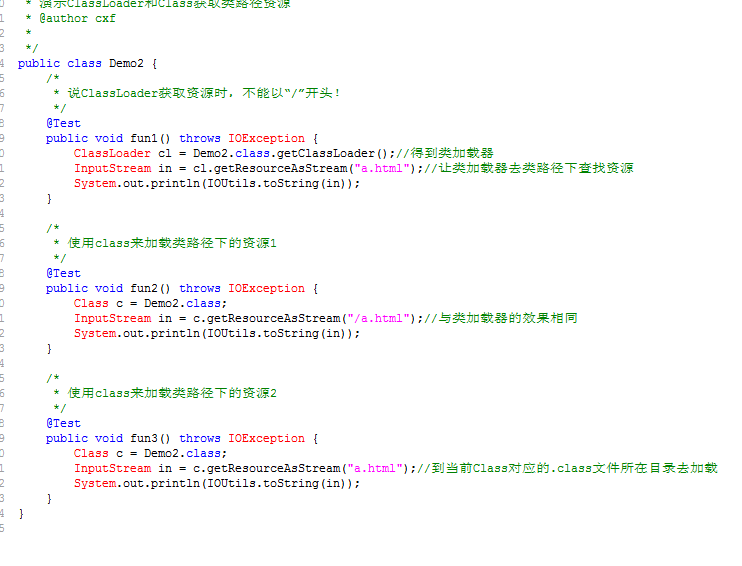 * 演示ClassLoader和Class获取类路径资源
* @author cxf
*
*/
public class Demo2 {
/*
* 说ClassLoader获取资源时，不能以“/”开头！
*/
@Test
public void fun1() throws IOException {
ClassLoader cl = Demo2.class.getClassLoader();//得到类加载器
InputStream in = cl.getResourceAsStream("a.html");//让类加载器去类路径下查找资源
System.out.println(IOUtils.toString(in));
}
/*
* 使用class来加载类路径下的资源1
*/
@Test
public void fun2() throws IOException {
Class c = Demo2.class;
InputStream in = c.getResourceAsStream("/a.html");//与类加载器的效果相同
System.out.println(IOUtils.toString(in));
}
/*
* 使用class来加载类路径下的资源2
*/
@Test
public void fun3() throws IOException {
Class c = Demo2.class;
InputStream in = c.getResourceAsStream("a.html");//到当前Class对应的.class文件所在目录去加载
System.out.println(IOUtils.toString(in));
}
}